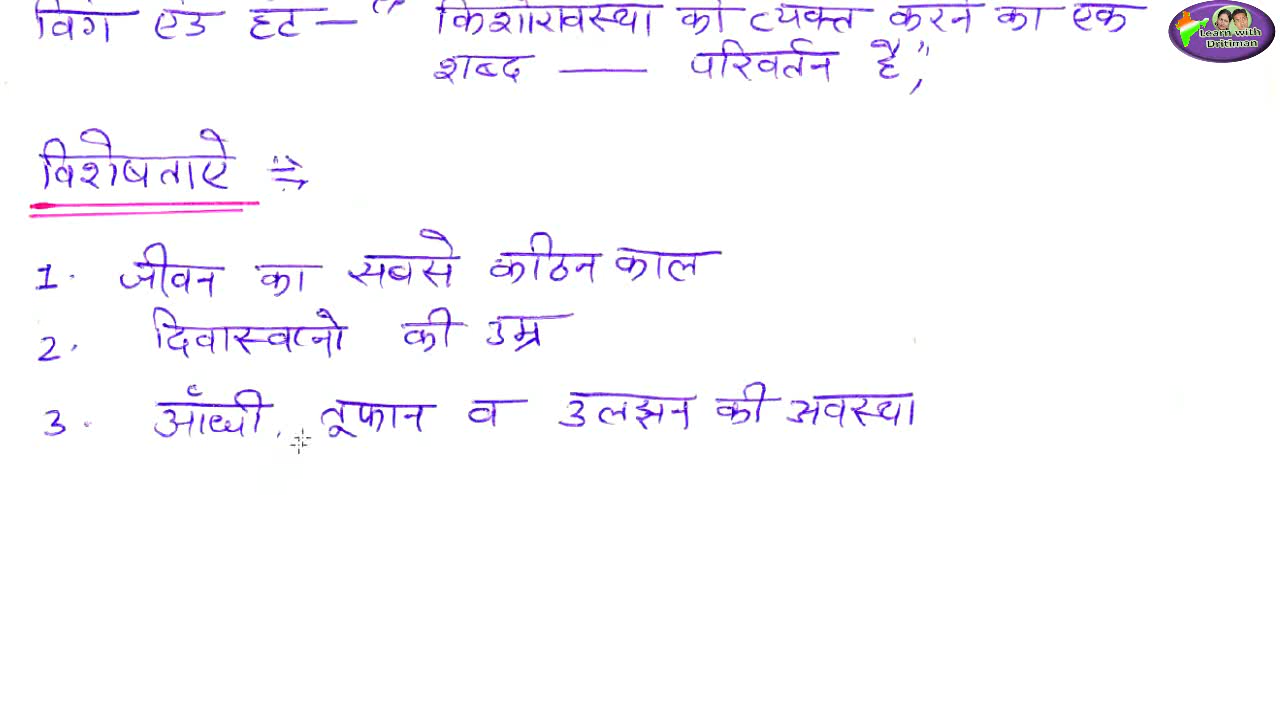 विग एंड हंट — " किशोरावस्था को व्यक्त करने का एक
शब्द —— परिवर्तन है",
Learn with
Dritiman
विशेषताऐ ⇒
1. जीवन का सबसे कठिन काल
2. दिवास्वप्नो की उम्र
3. आँधी, तूफान व उलझन की अवस्था